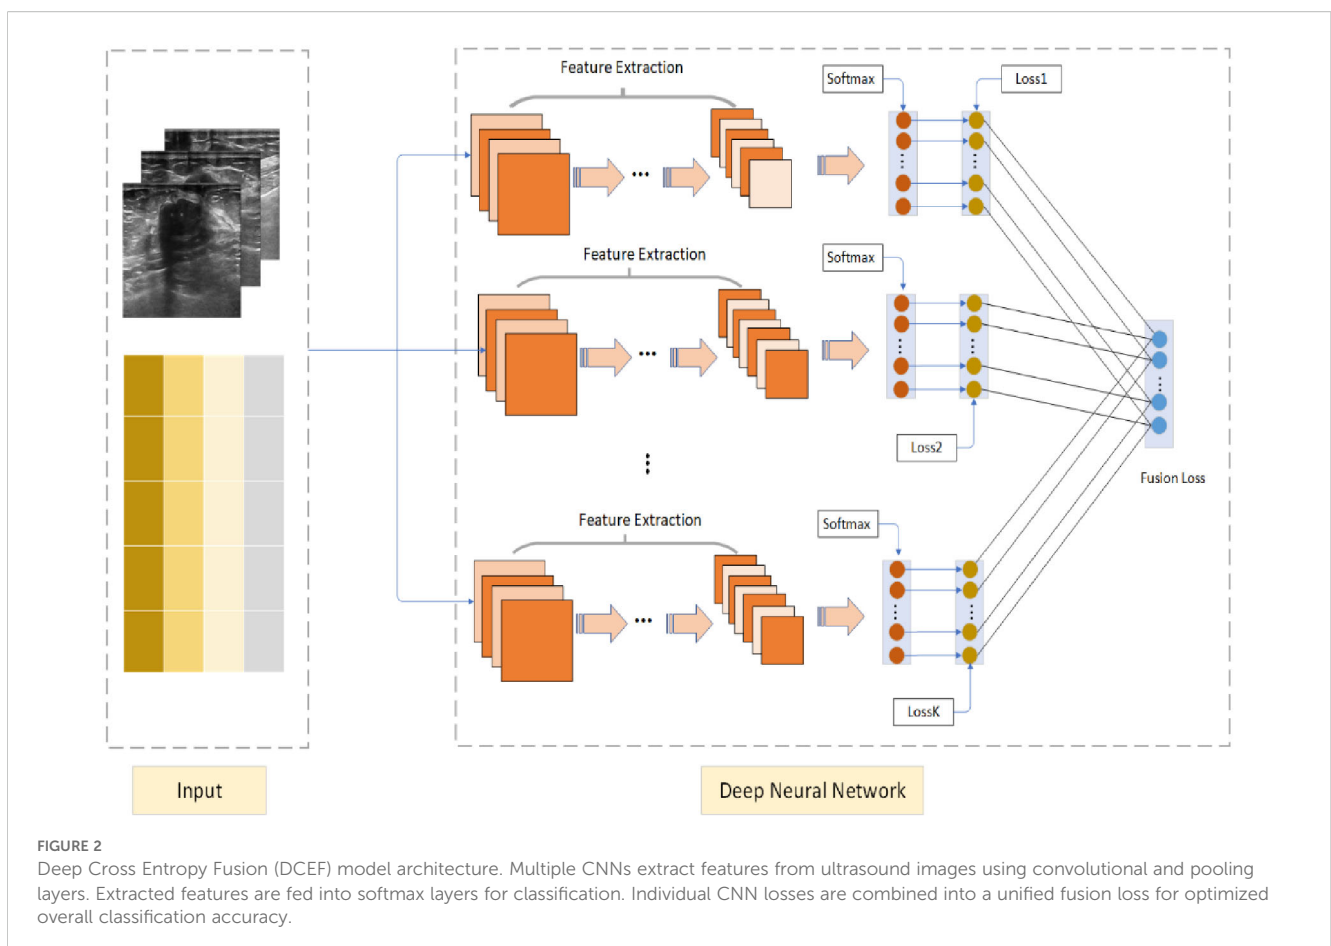 Feature Extraction
Softmax
Loss1
Feature Extraction
Softmax
Loss2
Fusion Loss
Feature Extraction
Softmax
LossK
Input
Deep Neural Network
FIGURE 2
Deep Cross Entropy Fusion (DCEF) model architecture. Multiple CNNs extract features from ultrasound images using convolutional and pooling
layers. Extracted features are fed into softmax layers for classification. Individual CNN losses are combined into a unified fusion loss for optimized
overall classification accuracy.